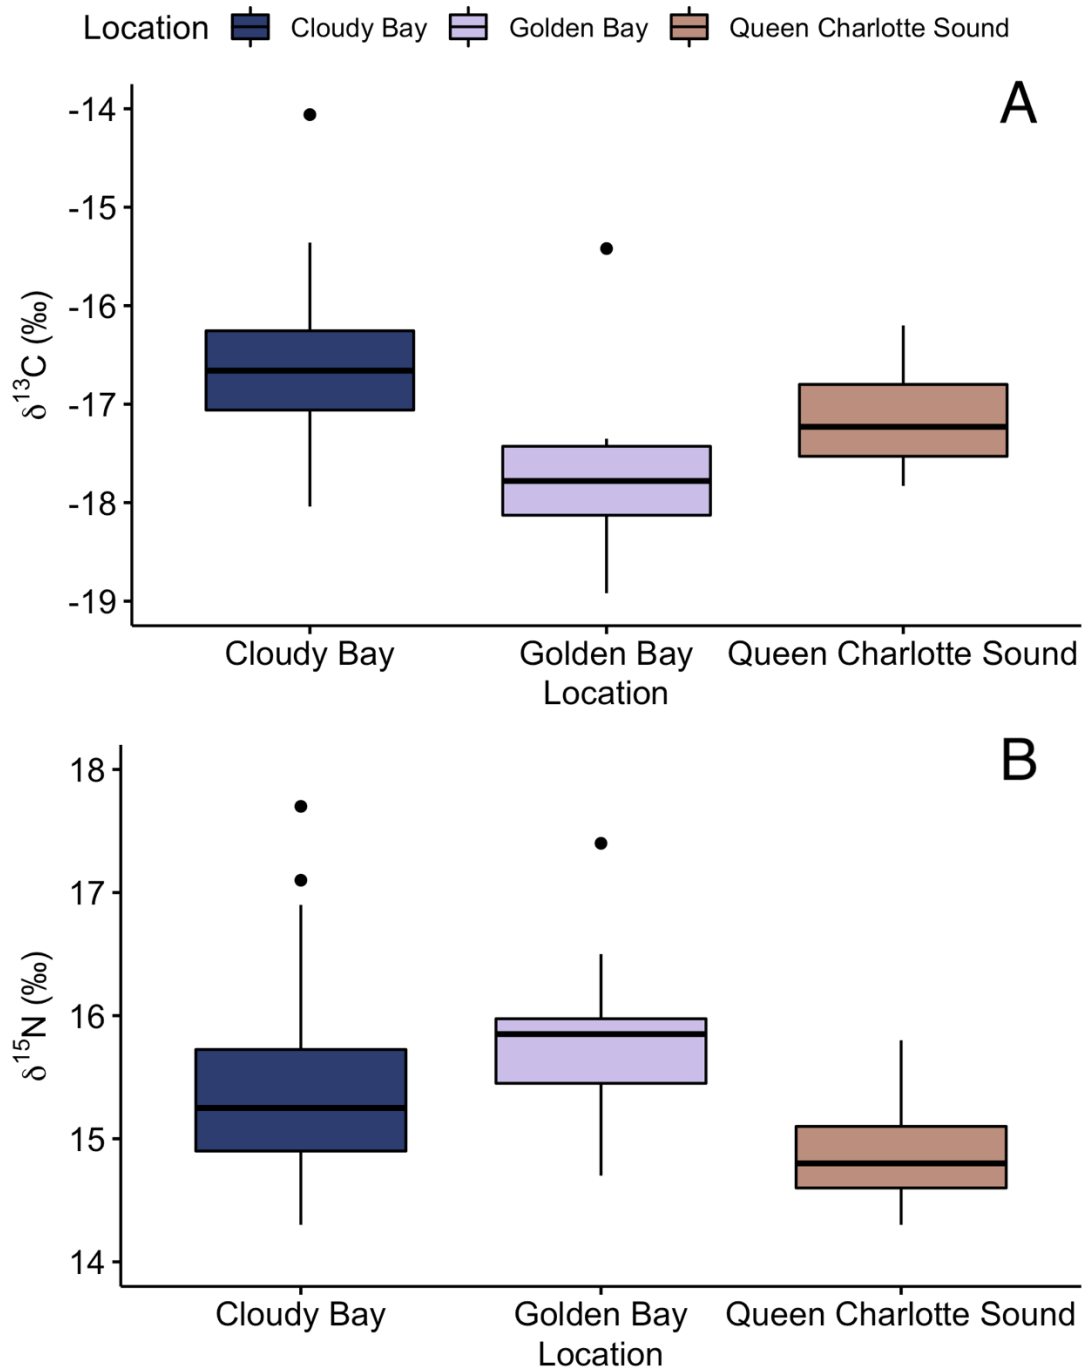 Location Cloudy Bay Golden Bay Queen Charlotte Sound
A
-14
-15
-16
-17
-18
-19
δ¹³C (‰)
Cloudy Bay Golden Bay Queen Charlotte Sound
Location
B
18
17
16
15
14
δ¹⁵N (‰)
Cloudy Bay Golden Bay Queen Charlotte Sound
Location